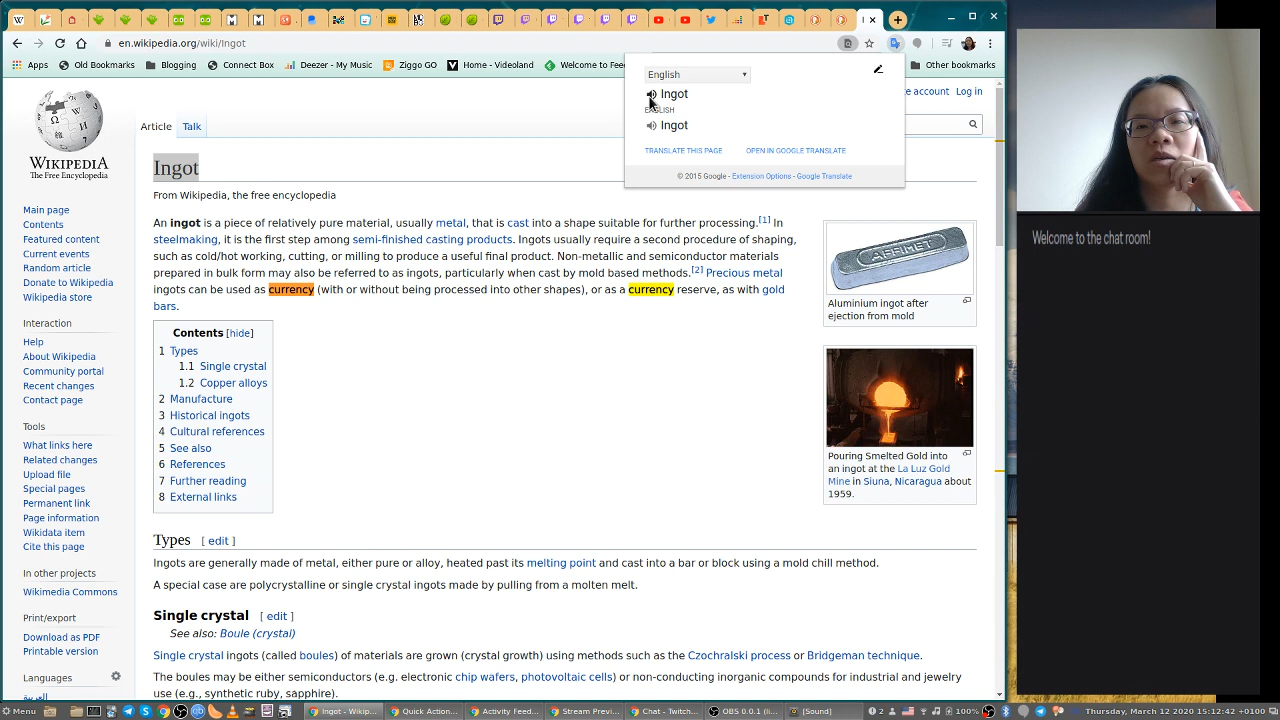 en.wikipedia.org/wiki/Ingot
Apps
Old Bookmarks
Blogging
Connect Box
Deezer - My Music
Ziggo GO
Home - Videoland
Welcome to Fee
Other bookmarks
English
Ingot
ENGLISH
Ingot
TRANSLATE THIS PAGE
OPEN IN GOOGLE TRANSLATE
© 2015 Google - Extension Options - Google Translate
e account
Log in
WIKIPEDIA
The Free Encyclopedia
Main page
Contents
Featured content
Current events
Random article
Donate to Wikipedia
Wikipedia store
Interaction
Help
About Wikipedia
Community portal
Recent changes
Contact page
Tools
What links here
Related changes
Upload file
Special pages
Permanent link
Page information
Wikidata item
Cite this page
In other projects
Wikimedia Commons
Print/export
Download as PDF
Printable version
Languages
العربية
Article
Talk
Ingot
From Wikipedia, the free encyclopedia
An ingot is a piece of relatively pure material, usually metal, that is cast into a shape suitable for further processing.[1] In
steelmaking, it is the first step among semi-finished casting products. Ingots usually require a second procedure of shaping,
such as cold/hot working, cutting, or milling to produce a useful final product. Non-metallic and semiconductor materials
prepared in bulk form may also be referred to as ingots, particularly when cast by mold based methods.[2] Precious metal
ingots can be used as currency (with or without being processed into other shapes), or as a currency reserve, as with gold
bars.
AFFIMET
Aluminium ingot after
ejection from mold
Pouring Smelted Gold into
an ingot at the La Luz Gold
Mine in Siuna, Nicaragua about
1959.
Contents [hide]
1 Types
1.1 Single crystal
1.2 Copper alloys
2 Manufacture
3 Historical ingots
4 Cultural references
5 See also
6 References
7 Further reading
8 External links
Types [ edit ]
Ingots are generally made of metal, either pure or alloy, heated past its melting point and cast into a bar or block using a mold chill method.
A special case are polycrystalline or single crystal ingots made by pulling from a molten melt.
Single crystal [ edit ]
See also: Boule (crystal)
Single crystal ingots (called boules) of materials are grown (crystal growth) using methods such as the Czochralski process or Bridgeman technique.
The boules may be either semiconductors (e.g. electronic chip wafers, photovoltaic cells) or non-conducting inorganic compounds for industrial and jewelry
use (e.g., synthetic ruby, sapphire).
Welcome to the chat room!
Menu
Ingot - Wikip...
Quick Action...
Activity Feed...
Stream Previ...
Chat - Twitch...
OBS 0.0.1 (li...
(Sound)
2
100%
Thursday, March 12 2020, 15:12:42 +0100